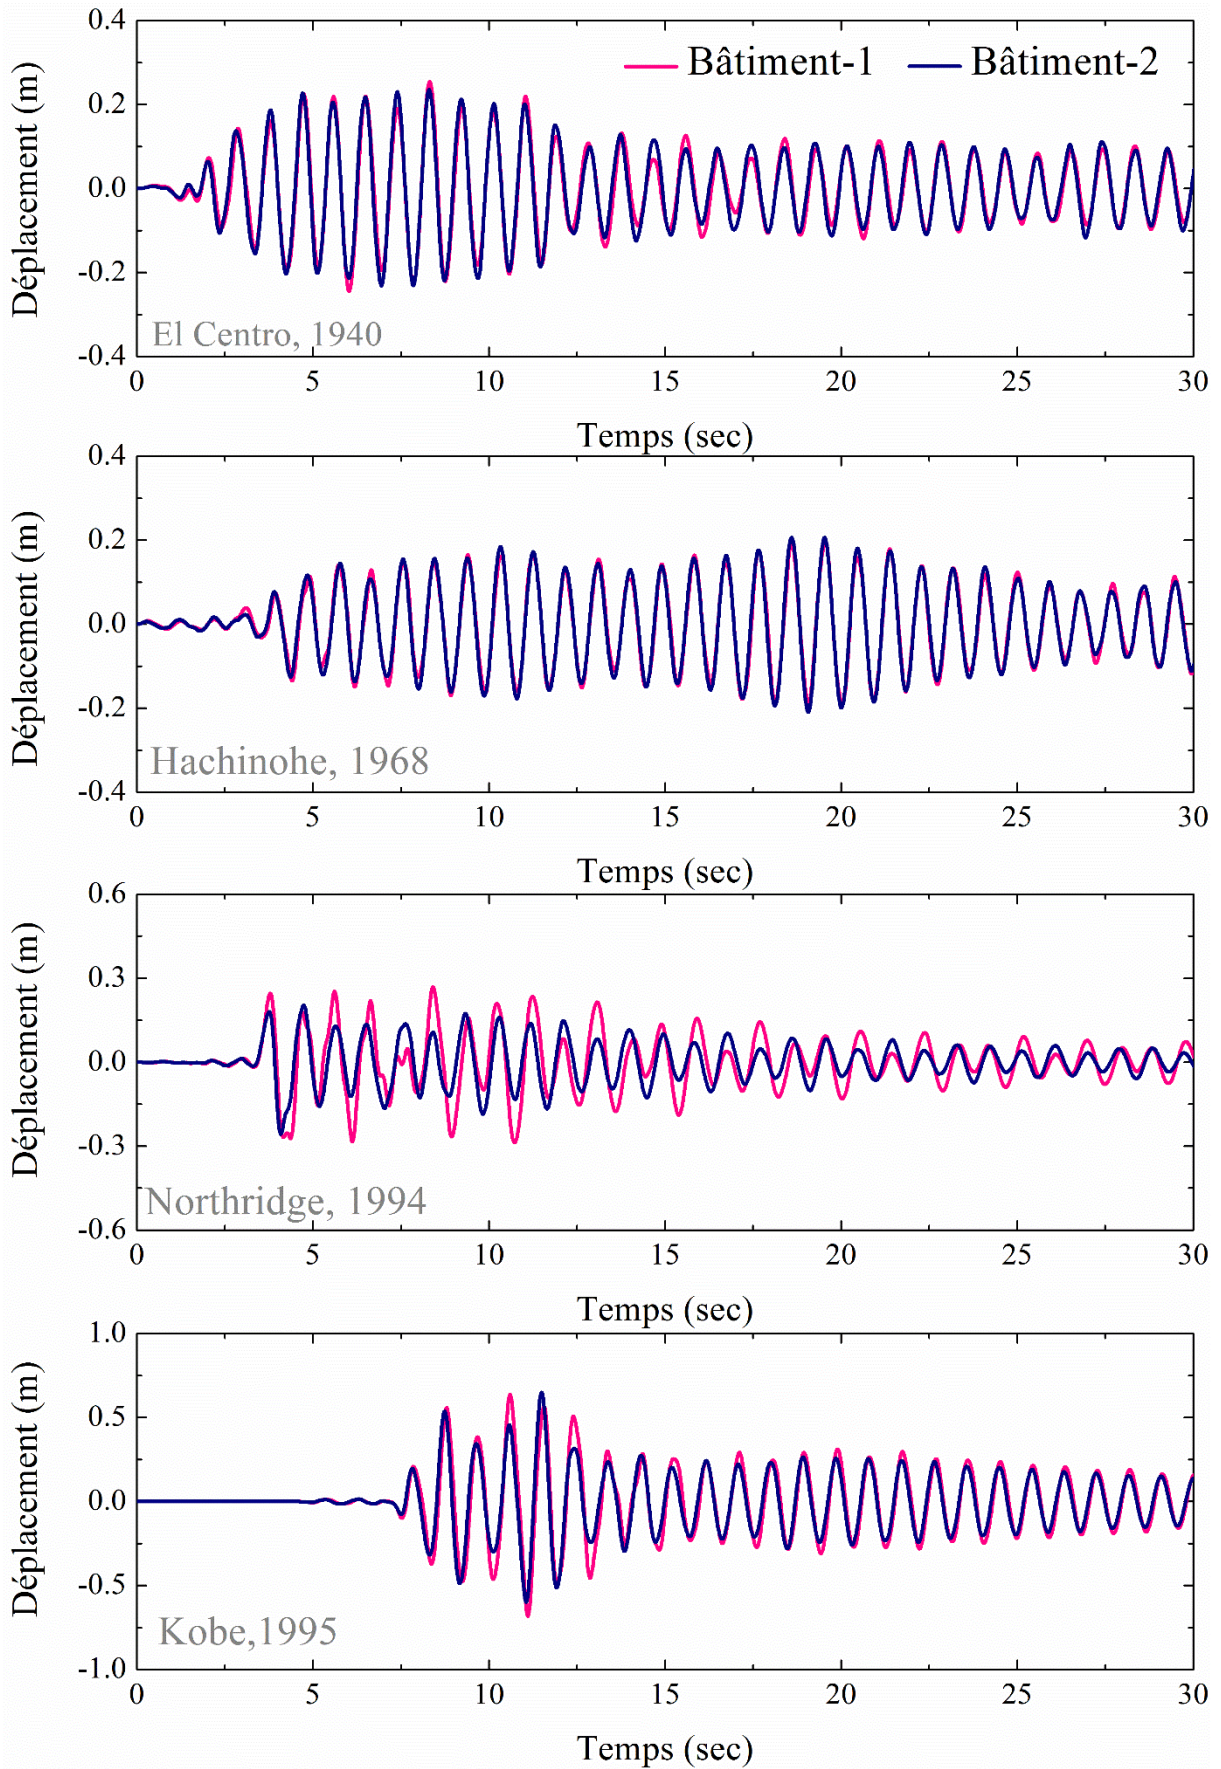 0.4
Bâtiment-1 Bâtiment-2
0.2
Déplacement (m)
0.0
-0.2
El Centro, 1940
-0.4
0 5 10 15 20 25 30
Temps (sec)
0.4
0.2
Déplacement (m)
0.0
-0.2
Hachinohe, 1968
-0.4
0 5 10 15 20 25 30
Temps (sec)
0.6
0.3
Déplacement (m)
0.0
-0.3
Northridge, 1994
-0.6
0 5 10 15 20 25 30
Temps (sec)
1.0
0.5
Déplacement (m)
0.0
-0.5
Kobe,1995
-1.0
0 5 10 15 20 25 30
Temps (sec)